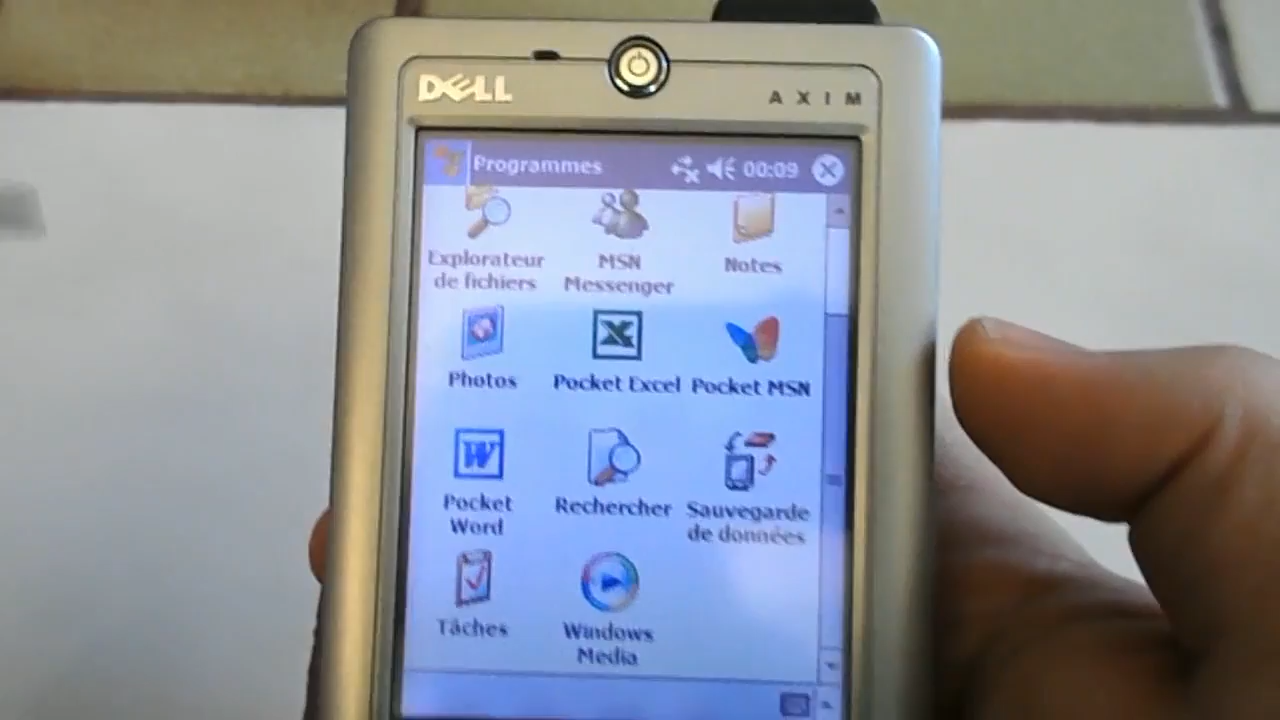 DELL
AXIM
Programmes
00:09
Explorateur
de fichiers
MSN
Messenger
Notes
Photos
Pocket Excel
Pocket MSN
Pocket
Word
Rechercher
Sauvegarde
de données
Tâches
Windows
Media